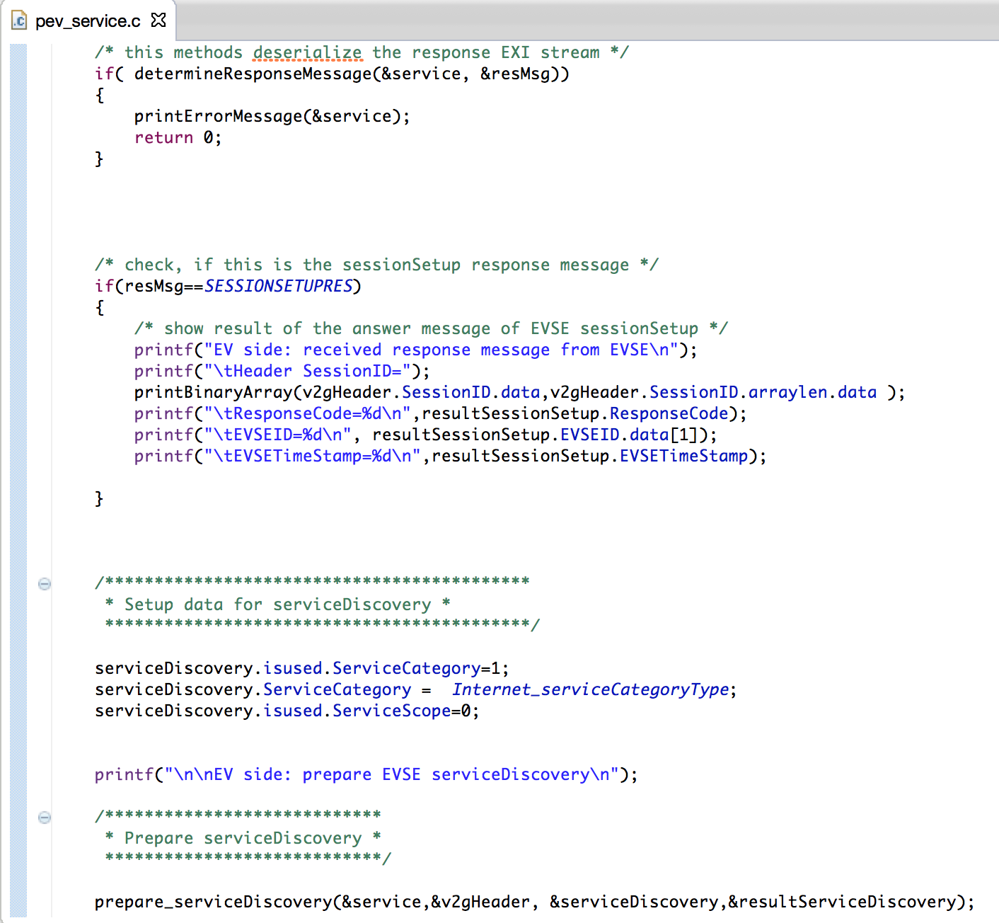 pev_service.c
/* this methods deserialize the response EXI stream */
if( determineResponseMessage(&service, &resMsg))
{
printErrorMessage(&service);
return 0;
}
/* check, if this is the sessionSetup response message */
if(resMsg==SESSIONSETUPRES)
{
/* show result of the answer message of EVSE sessionSetup */
printf("EV side: received response message from EVSE\n");
printf("\tHeader SessionID=");
printBinaryArray(v2gHeader.SessionID.data,v2gHeader.SessionID.arraylen.data );
printf("\tResponseCode=%d\n",resultSessionSetup.ResponseCode);
printf("\tEVSEID=%d\n", resultSessionSetup.EVSEID.data[1]);
printf("\tEVSETimeStamp=%d\n",resultSessionSetup.EVSETimeStamp);
}
/*******************************************
* Setup data for serviceDiscovery *
*******************************************/
serviceDiscovery.isused.ServiceCategory=1;
serviceDiscovery.ServiceCategory =  Internet_serviceCategoryType;
serviceDiscovery.isused.ServiceScope=0;
printf("\n\nEV side: prepare EVSE serviceDiscovery\n");
/****************************
* Prepare serviceDiscovery *
****************************/
prepare_serviceDiscovery(&service,&v2gHeader, &serviceDiscovery,&resultServiceDiscovery);